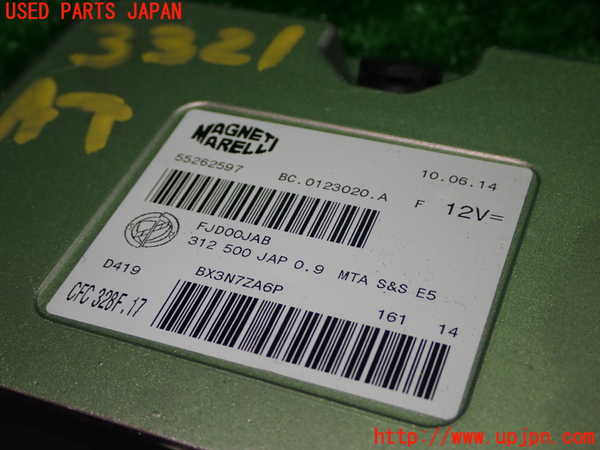 USED PARTS JAPAN
3321
AT
MAGNETI
MARELLI
55262597
BC.0123020.A
10.06.14
F 12V=
FJD00JAB
312 500 JAP 0.9 MTA S&S E5
D419
BX3N7ZA6P
161 14
CFC 328F.17
http://www.upjpn.com/